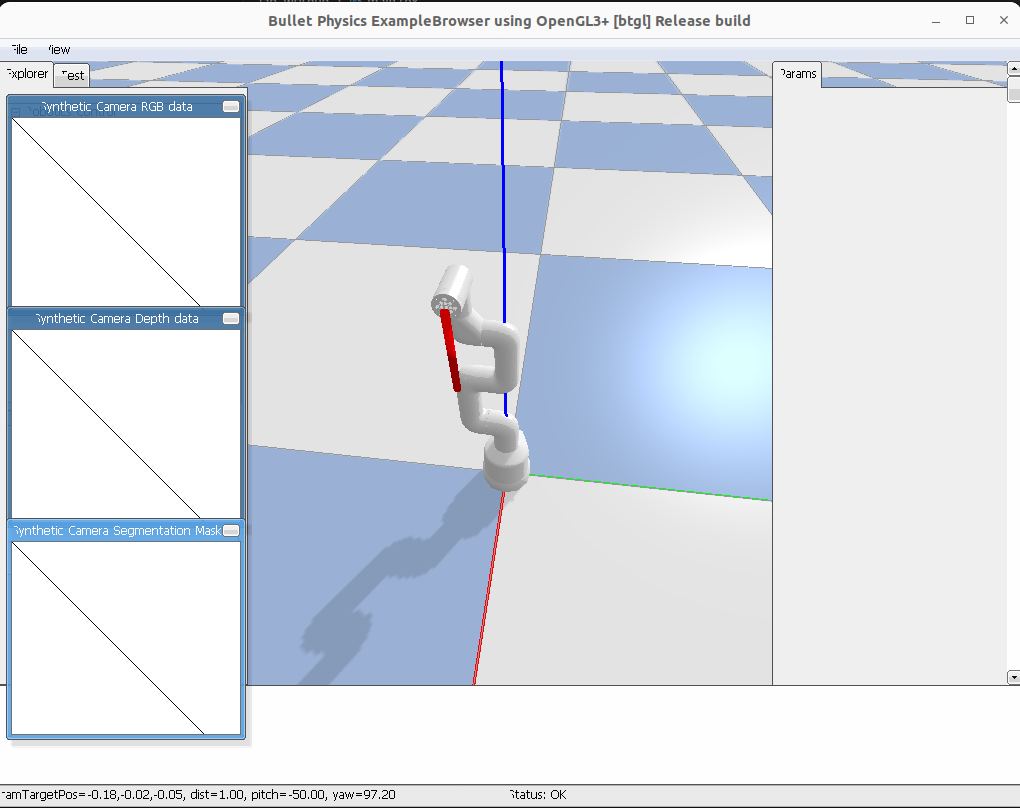 Bullet Physics ExampleBrowser using OpenGL3+ [btgl] Release build
File View
Explorer Test
Params
Synthetic Camera RGB data
Synthetic Camera Depth data
Synthetic Camera Segmentation Mask
amTargetPos=-0.18,-0.02,-0.05, dist=1.00, pitch=-50.00, yaw=97.20
Status: OK